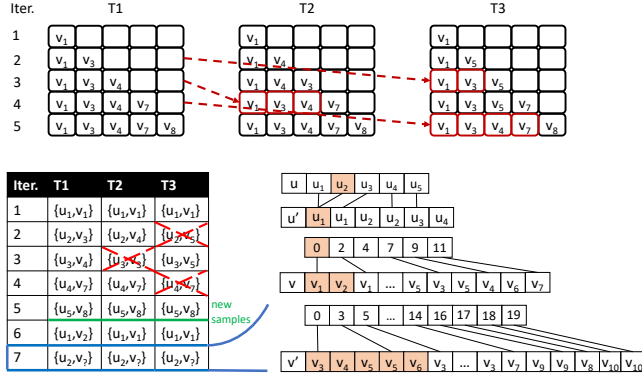 Iter. T1 T2 T3
1 v1 v1 v1
2 v1 v3 v1 v4 v1 v5
3 v1 v3 v4 v1 v4 v3 v1 v3 v5
4 v1 v3 v4 v7 v1 v3 v4 v7 v1 v3 v5 v7
5 v1 v3 v4 v7 v8 v1 v3 v4 v7 v8 v1 v3 v4 v7 v8
Iter. T1 T2 T3
1 {u1,v1} {u1,v1} {u1,v1}
2 {u2,v3} {u2,v4} {u2,v5}
3 {u3,v4} {u3,v3} {u3,v5}
4 {u4,v7} {u4,v7} {u4,v7}
5 {u5,v8} {u5,v8} {u5,v8}
new
samples
6 {u1,v2} {u1,v1} {u1,v1}
7 {u2,v?} {u2,v?} {u2,v?}
u u1 u2 u3 u4 u5
u' u1 u1 u2 u2 u3 u4
0 2 4 7 9 11
v v1 v2 v1 ... v5 v3 v5 v4 v6 v7
0 3 5 ... 14 16 17 18 19
v' v3 v4 v5 v5 v6 v3 ... v3 v7 v9 v9 v8 v10 v10